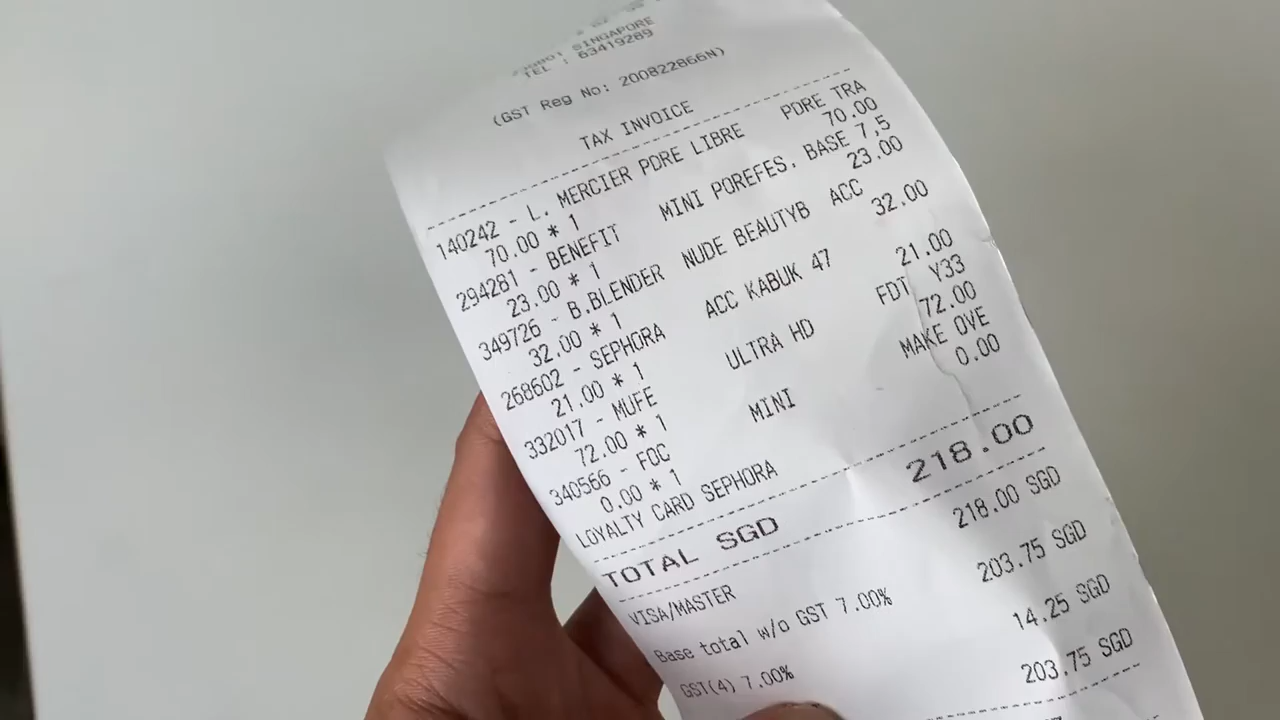 SINGAPORE
TEL : 63419289
(GST Reg No: 200822866N)
TAX INVOICE
140242 - L. MERCIER PDRE LIBRE PDRE TRA
70.00 * 1 70.00
294281 - BENEFIT MINI POREFES. BASE 7,5
23.00 * 1 23.00
349726 - B.BLENDER NUDE BEAUTYB ACC
32.00 * 1 32.00
268602 - SEPHORA ACC KABUK 47
21.00 * 1 21.00
332017 - MUFE ULTRA HD FDT Y33
72.00 * 1 72.00
340566 - FOC MINI MAKE OVE
0.00 * 1 0.00
LOYALTY CARD SEPHORA
TOTAL SGD 218.00
VISA/MASTER 218.00 SGD
Base total w/o GST 7.00% 203.75 SGD
GST(4) 7.00% 14.25 SGD
203.75 SGD